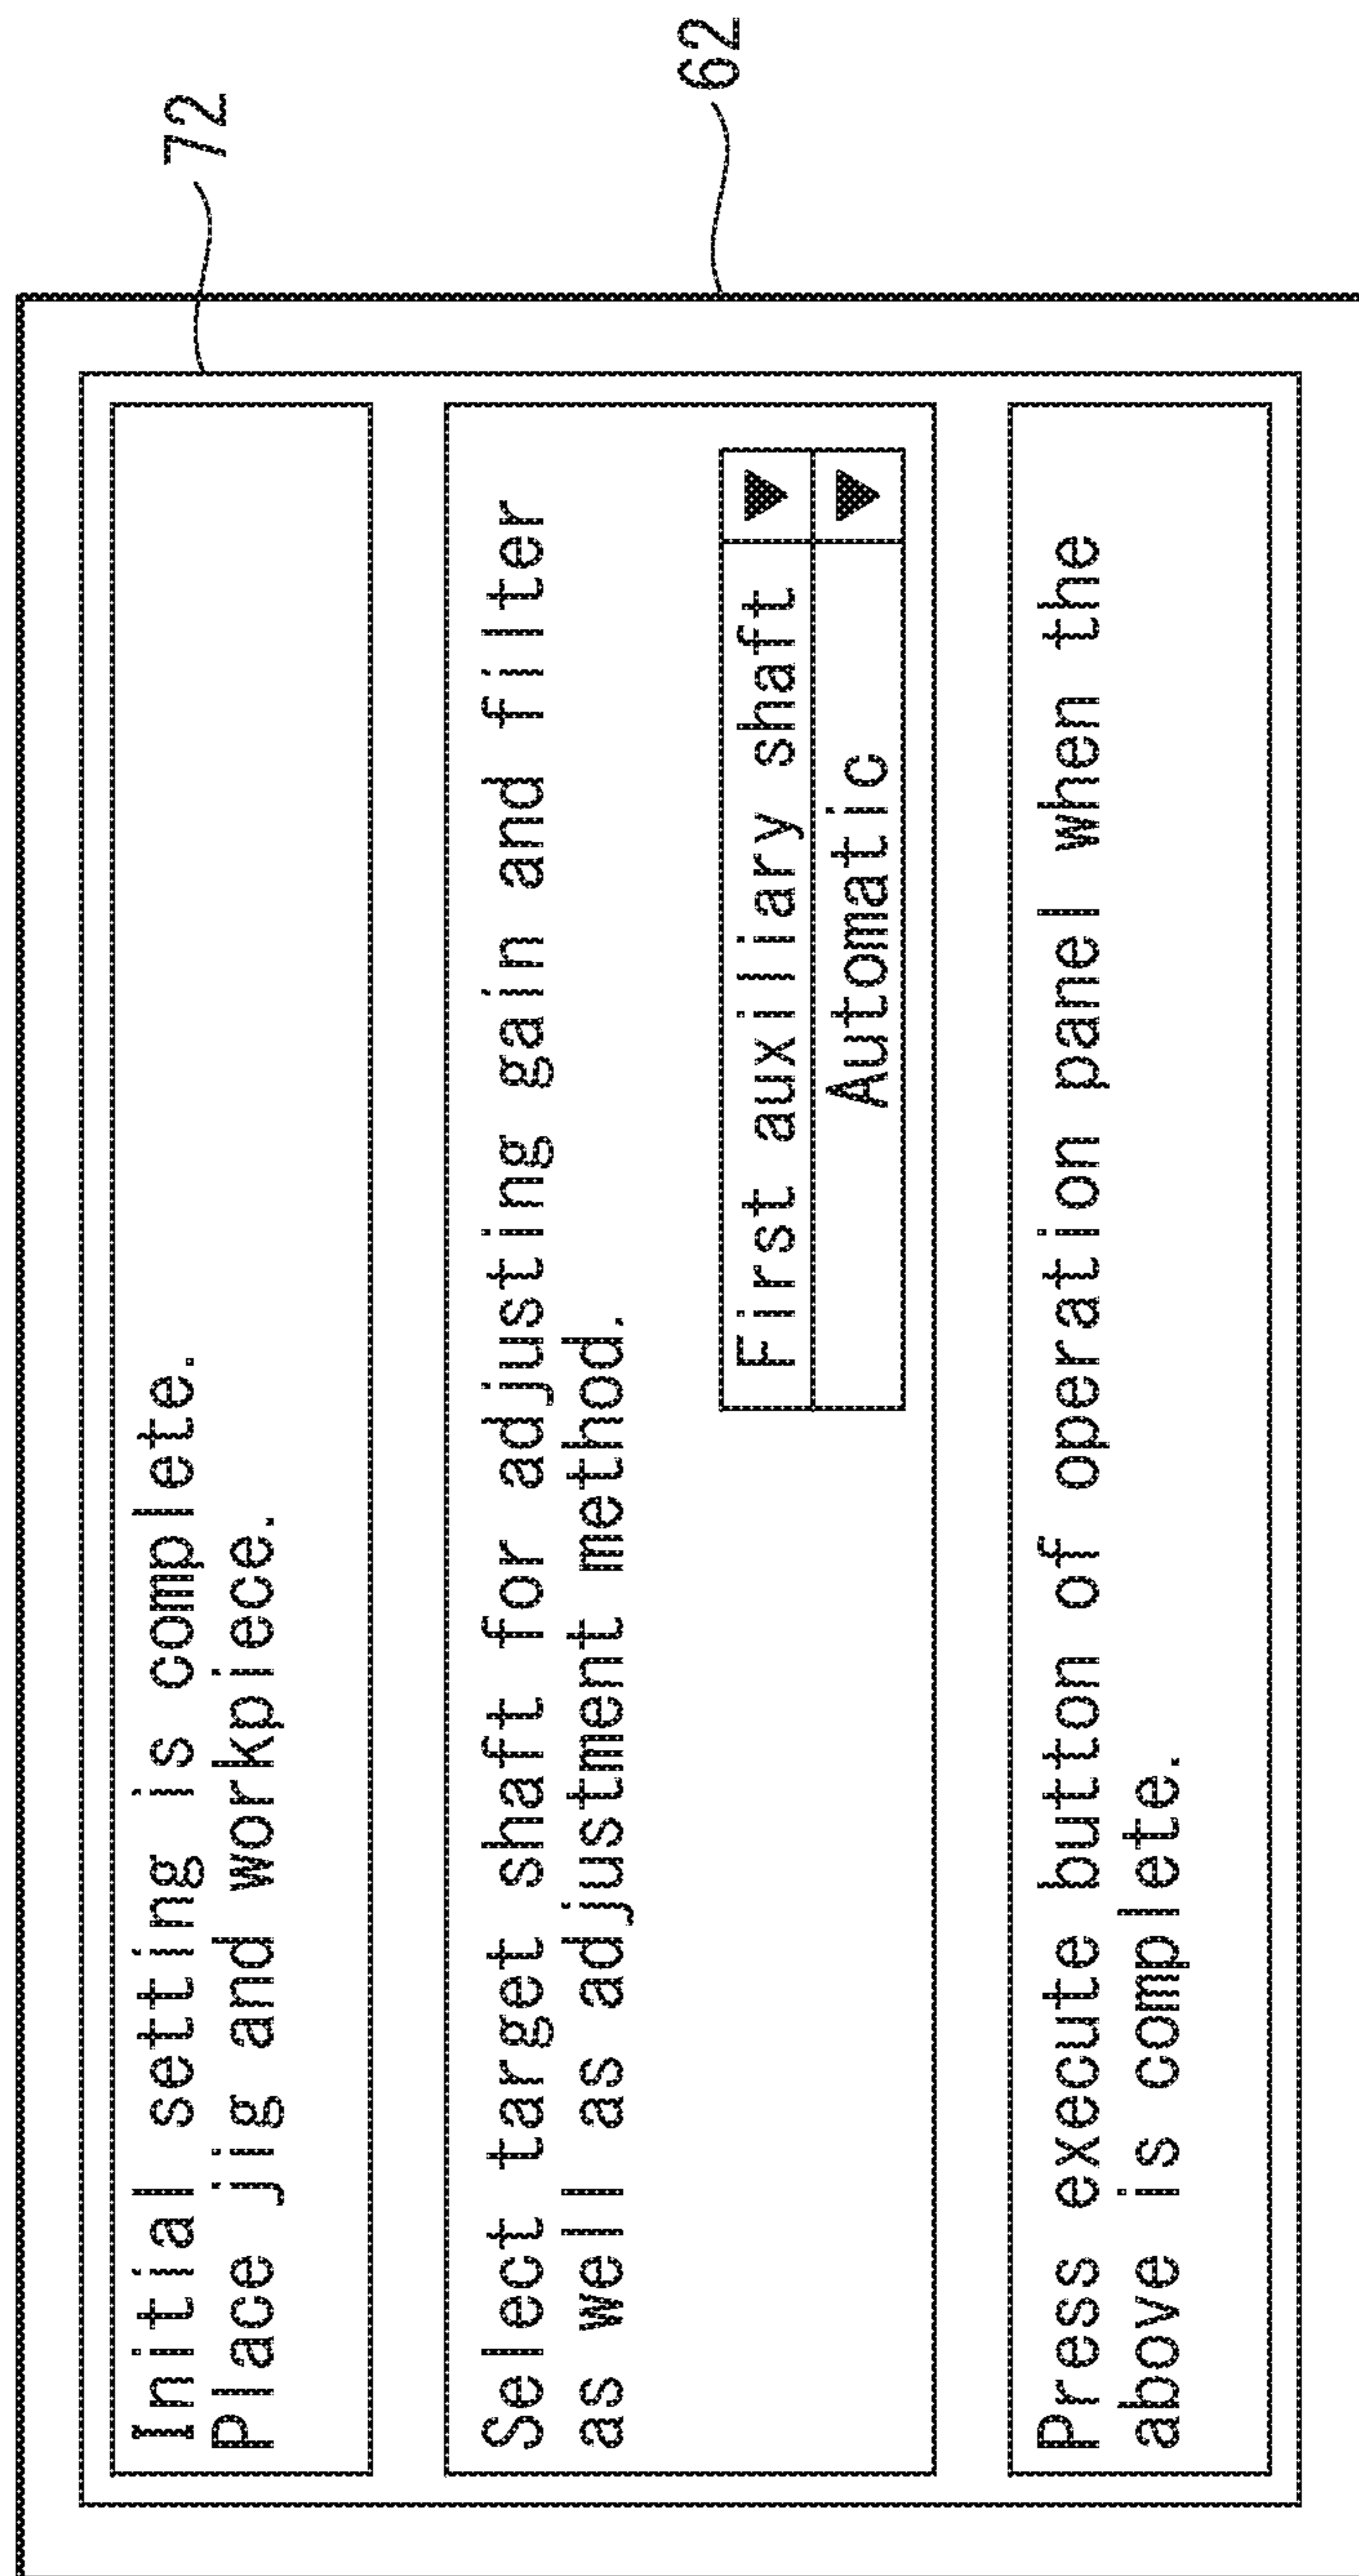 Initial setting is complete.
Place jig and workpiece.
Select target shaft for adjusting gain and filter
as well as adjustment method.
First auxiliary shaft ▼
Automatic ▼
Press execute button of operation panel when the
above is complete.
72
62